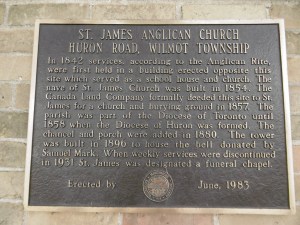 ST. JAMES ANGLICAN CHURCH
HURON ROAD, WILMOT TOWNSHIP
In 1842 services, according to the Anglican Rite,
were first held in a building erected opposite this
site which served as a school house and church. The
nave of St. James Church was built in 1854. The
Canada Land Company formally deeded this site to St.
James for a church and burying ground in 1857. The
parish was part of the Diocese of Toronto until
1858 when the Diocese of Huron was formed. The
chancel and porch were added in 1880. The tower
was built in 1896 to house the bell donated by
Samuel Mark. When weekly services were discontinued
in 1931 St. James was designated a funeral chapel.
Erected by June, 1983